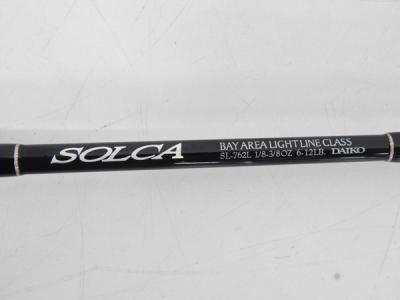 SOLCA
BAY AREA LIGHT LINE CLASS
SL-762L 1/8-3/8OZ 6-12LB. DAIKO